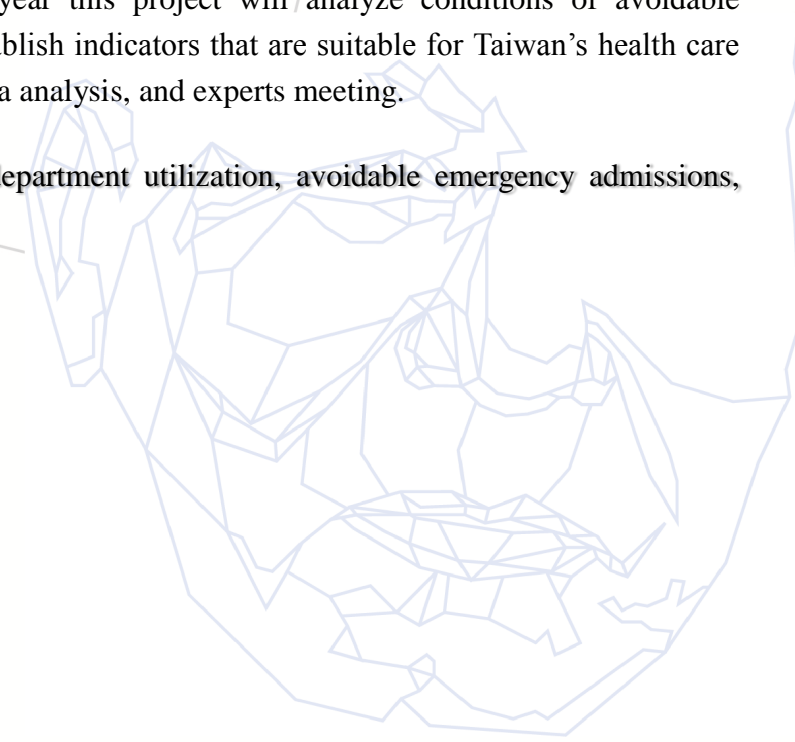 year this project will analyze conditions of avoidable
ablish indicators that are suitable for Taiwan’s health care
a analysis, and experts meeting.
department utilization, avoidable emergency admissions,